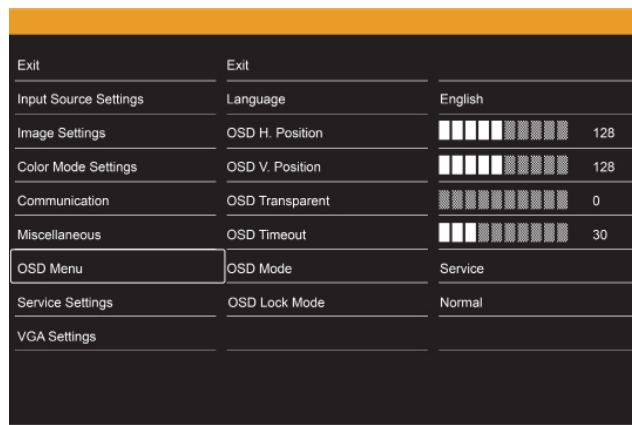 Exit Exit
Input Source Settings Language English
Image Settings OSD H. Position 128
Color Mode Settings OSD V. Position 128
Communication OSD Transparent 0
Miscellaneous OSD Timeout 30
OSD Menu OSD Mode Service
Service Settings OSD Lock Mode Normal
VGA Settings